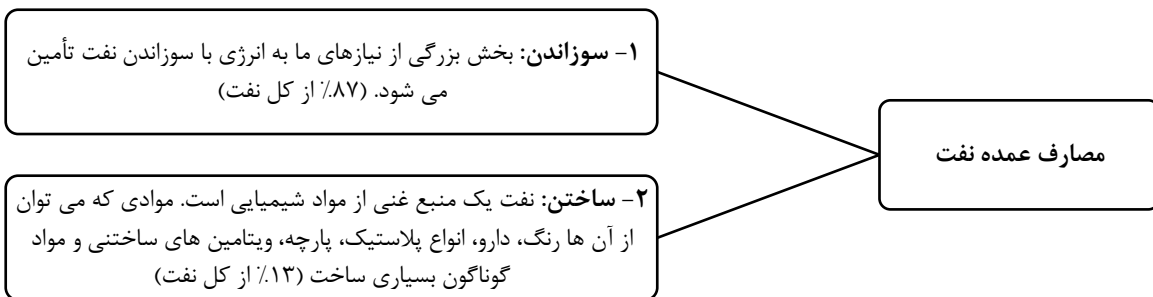 مصارف عمده نفت
۱- سوزاندن: بخش بزرگی از نیازهای ما به انرژی با سوزاندن نفت تأمین
می شود. (۸۷٪ از کل نفت)
۲- ساختن: نفت یک منبع غنی از مواد شیمیایی است. موادی که می توان
از آن ها رنگ، دارو، انواع پلاستیک، پارچه، ویتامین های ساختنی و مواد
گوناگون بسیاری ساخت (۱۳٪ از کل نفت)